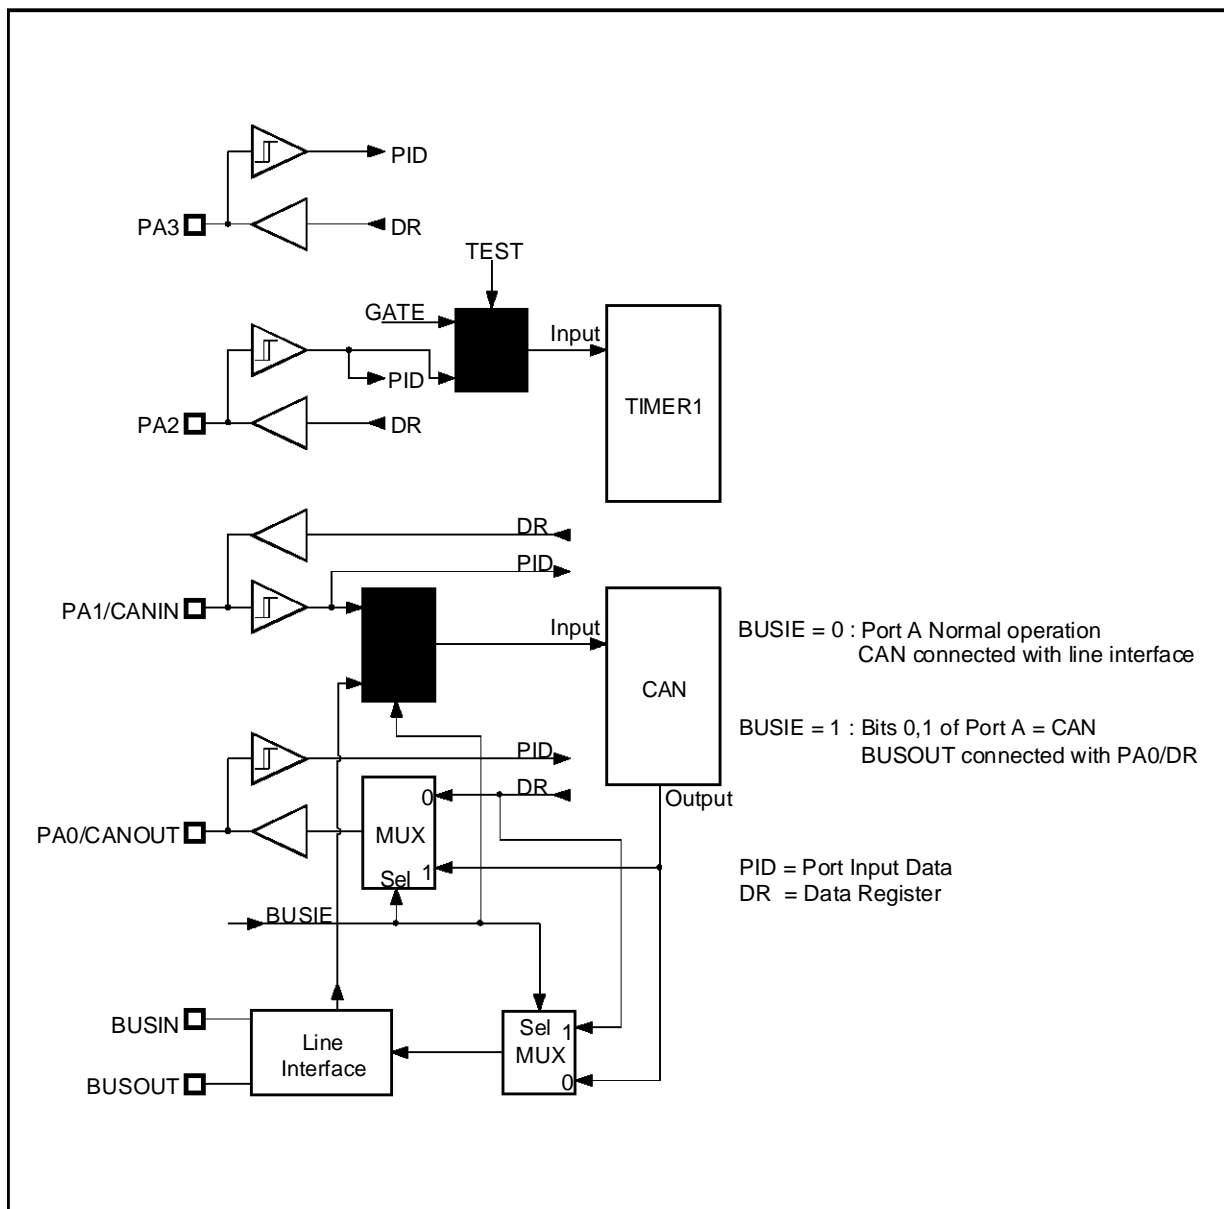 PID
PA3
DR
TEST
GATE
Input
PID
TIMER1
PA2
DR
DR
PID
PA1/CANIN
Input
BUSIE = 0 : Port A Normal operation
CAN connected with line interface
CAN
BUSIE = 1 : Bits 0,1 of Port A = CAN
BUSOUT connected with PA0/DR
PID
DR
Output
0
PA0/CANOUT
MUX
1
Sel
PID = Port Input Data
DR = Data Register
BUSIE
BUSIN
Line
Interface
Sel
1
MUX
0
BUSOUT